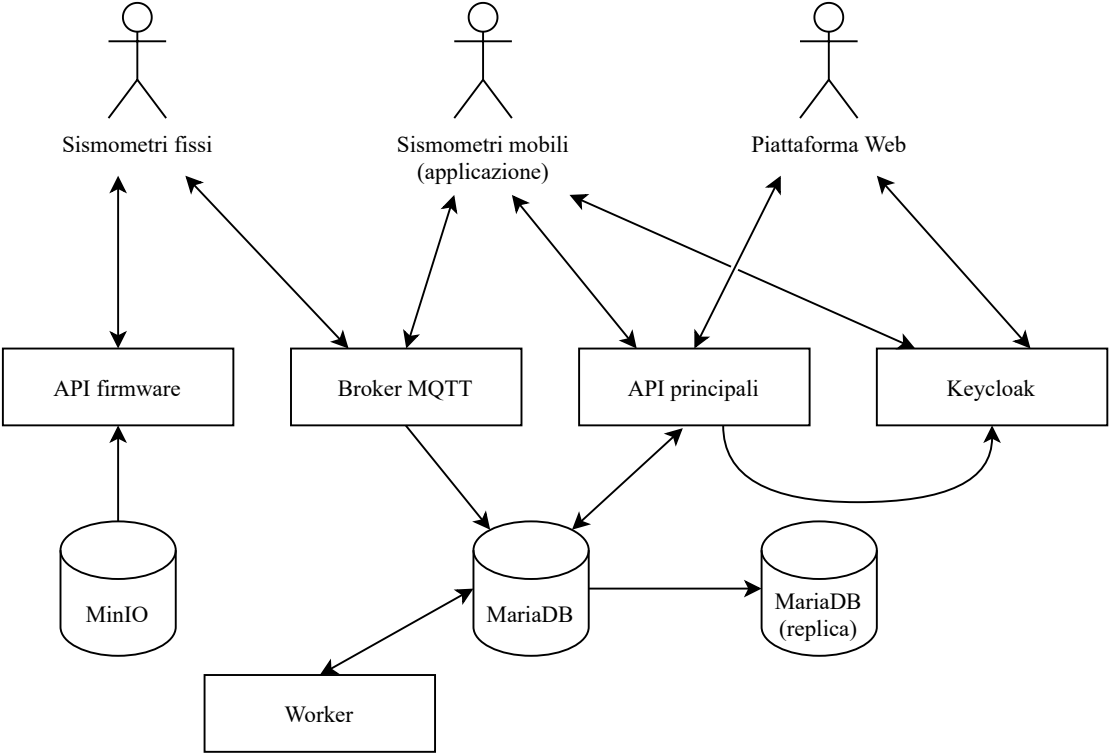 Sismometri fissi
Sismometri mobili
(applicazione)
Piattaforma Web
API firmware
Broker MQTT
API principali
Keycloak
MinIO
MariaDB
MariaDB
(replica)
Worker